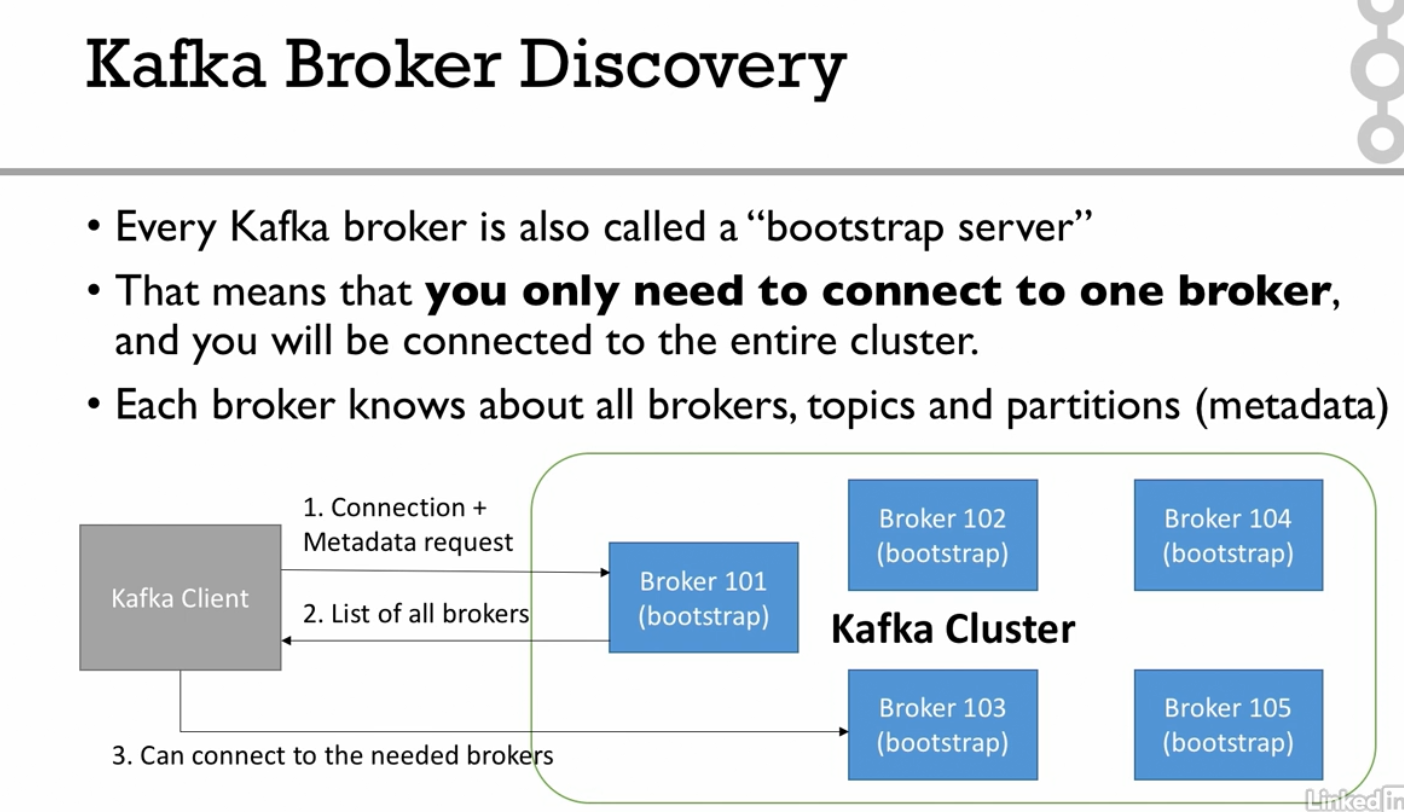 Kafka Broker Discovery
• Every Kafka broker is also called a “bootstrap server”
• That means that you only need to connect to one broker,
and you will be connected to the entire cluster.
• Each broker knows about all brokers, topics and partitions (metadata)
Kafka Client
1. Connection +
Metadata request
2. List of all brokers
3. Can connect to the needed brokers
Broker 101
(bootstrap)
Kafka Cluster
Broker 102
(bootstrap)
Broker 104
(bootstrap)
Broker 103
(bootstrap)
Broker 105
(bootstrap)
Linked in